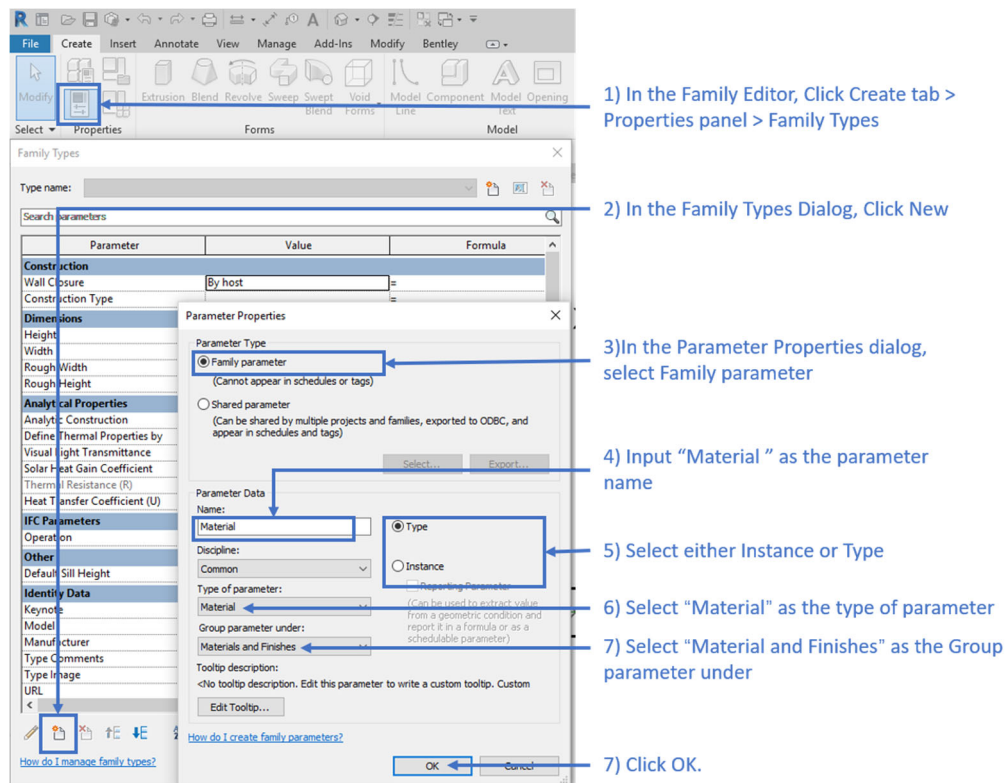 File Create Insert Annotate View Manage Add-Ins Modify Bentley
Modify Extrusion Blend Revolve Sweep Swept Blend Void Forms Model Line Component Model Text Opening
Select Properties Forms Model
1) In the Family Editor, Click Create tab >
Properties panel > Family Types
Family Types
Type name:
Search parameters
2) In the Family Types Dialog, Click New
Parameter Value Formula
Construction
Wall Closure By host =
Construction Type =
Dimensions
Height
Width
Rough Width
Rough Height
Analytical Properties
Analytic Construction
Define Thermal Properties by
Visual Light Transmittance
Solar Heat Gain Coefficient
Thermal Resistance (R)
Heat Transfer Coefficient (U)
IFC Parameters
Operation
Other
Default Sill Height
Identity Data
Keynote
Model
Manufacturer
Type Comments
Type Image
URL
How do I manage family types?
Parameter Properties
Parameter Type
Family parameter
(Cannot appear in schedules or tags)
Shared parameter
(Can be shared by multiple projects and families, exported to ODBC, and
appear in schedules and tags)
Select... Export...
Parameter Data
Name:
Material
Type
Discipline:
Common
Instance
Reporting Parameter
(Can be used to extract value
from a geometric condition and
report it in a formula or as a
schedulable parameter)
Type of parameter:
Material
Group parameter under:
Materials and Finishes
Tooltip description:
<No tooltip description. Edit this parameter to write a custom tooltip. Custom
Edit Tooltip...
How do I create family parameters?
OK Cancel
3)In the Parameter Properties dialog,
select Family parameter
4) Input “Material ” as the parameter
name
5) Select either Instance or Type
6) Select “Material” as the type of parameter
7) Select “Material and Finishes” as the Group
parameter under
7) Click OK.